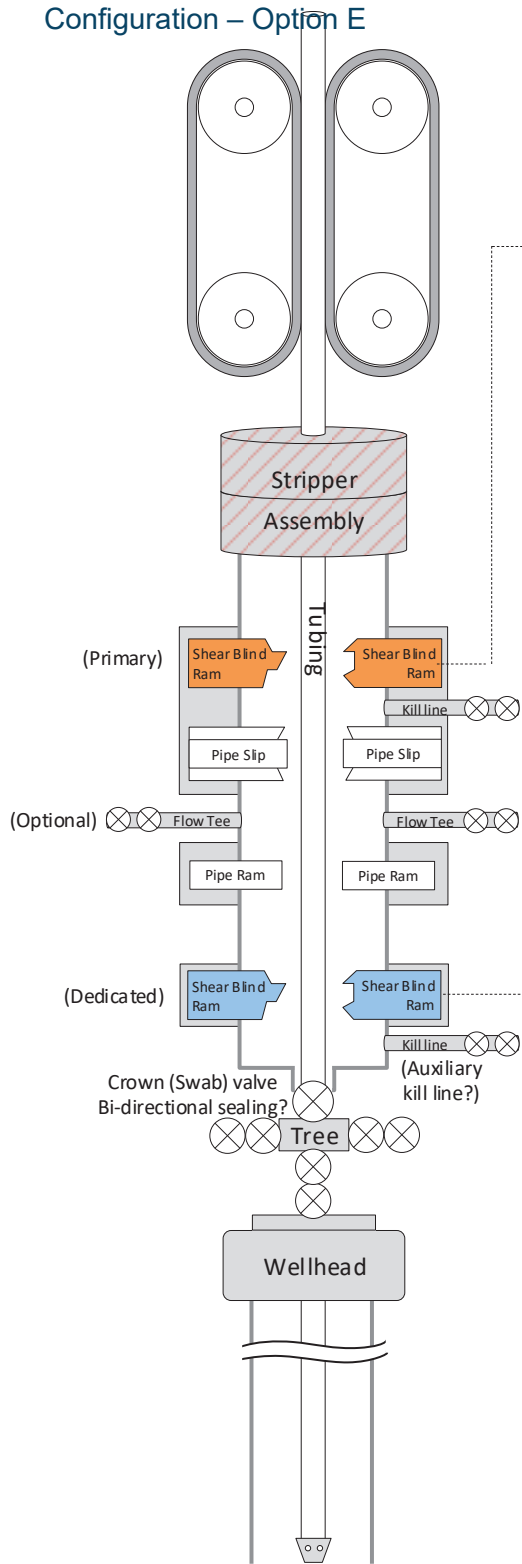 Configuration – Option E
Stripper
Assembly
Tubing
(Primary)
Shear Blind
Ram
Shear Blind
Ram
Kill line
Pipe Slip
Pipe Slip
(Optional)
Flow Tee
Flow Tee
Pipe Ram
Pipe Ram
(Dedicated)
Shear Blind
Ram
Shear Blind
Ram
Kill line
(Auxiliary
kill line?)
Crown (Swab) valve
Bi-directional sealing?
Tree
Wellhead